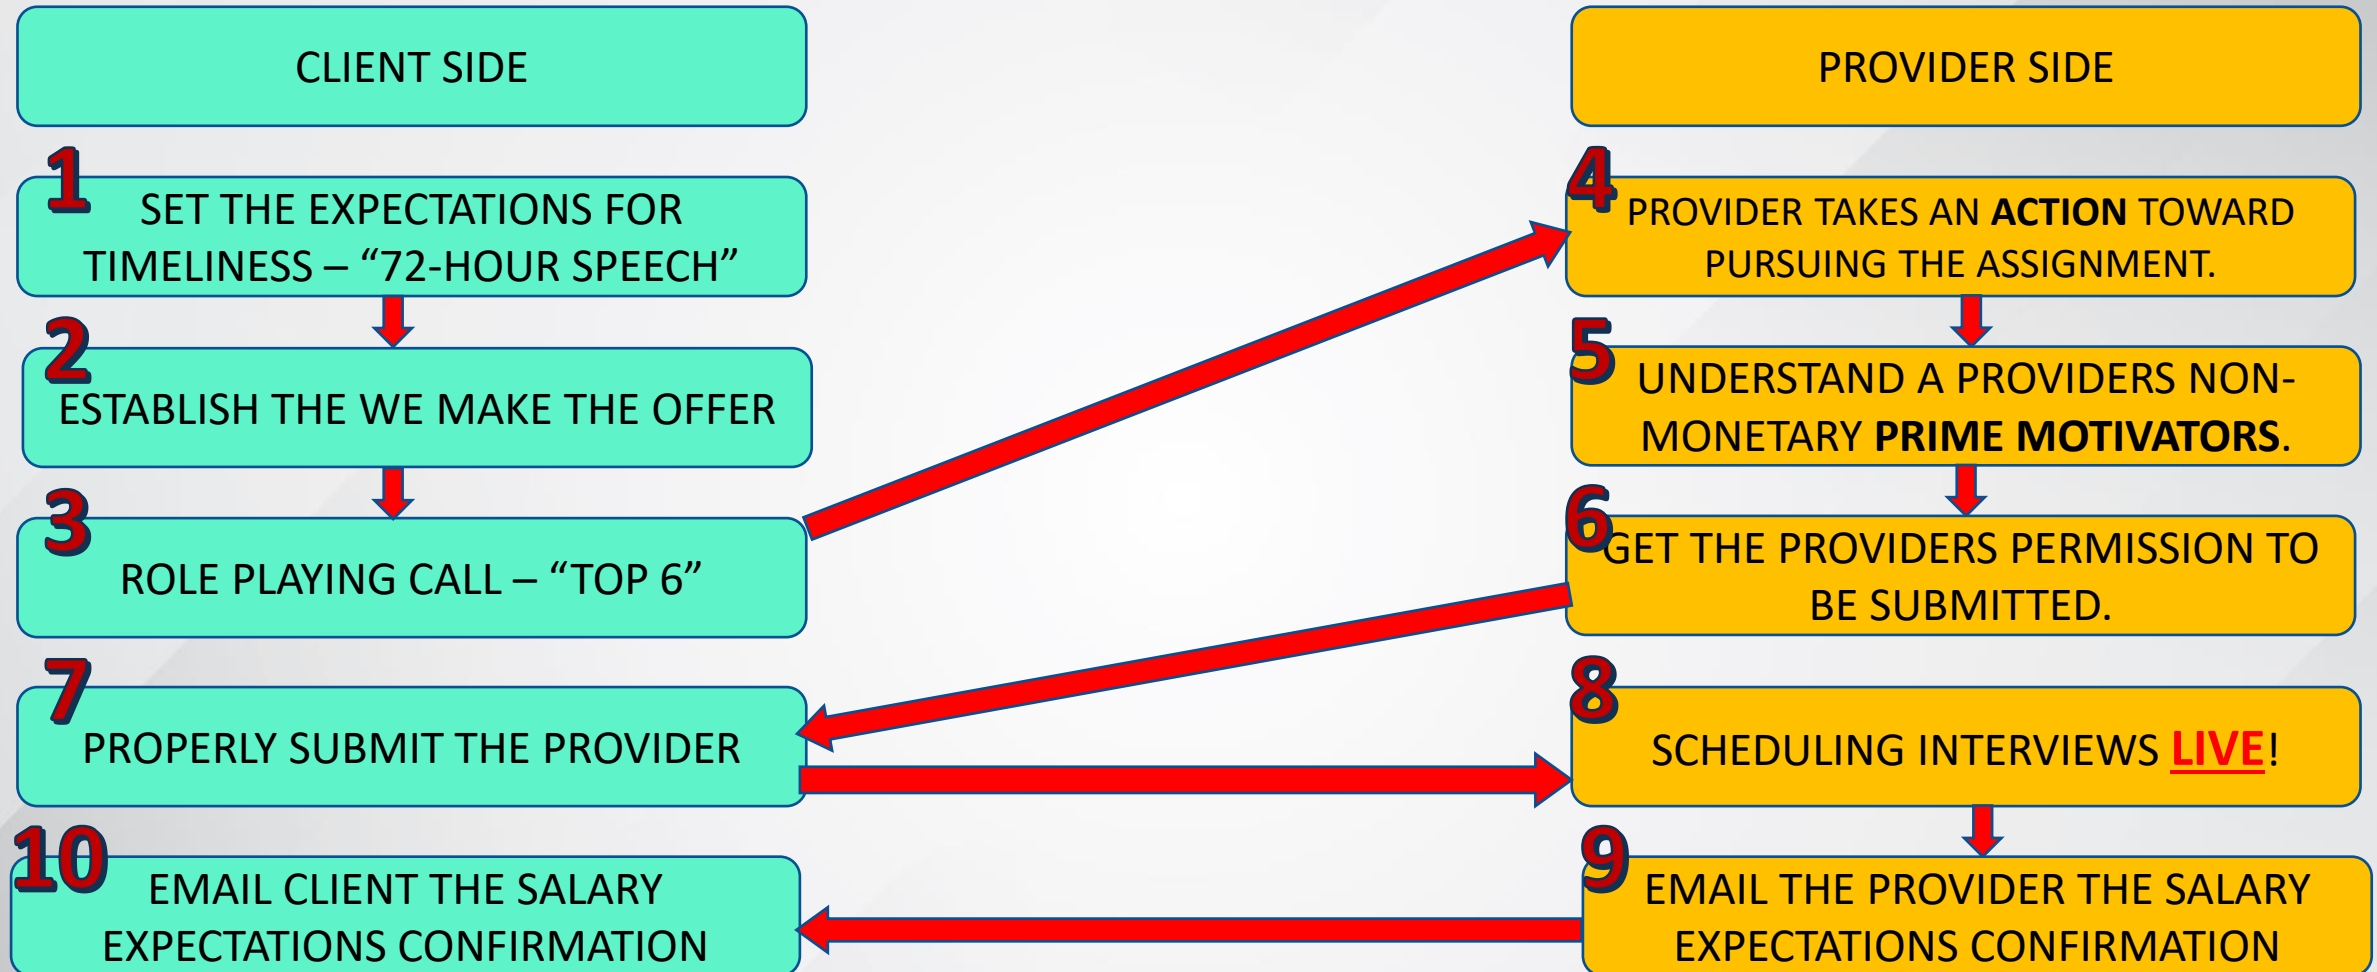 CLIENT SIDE
PROVIDER SIDE
1
SET THE EXPECTATIONS FOR
TIMELINESS – “72-HOUR SPEECH”
2
ESTABLISH THE WE MAKE THE OFFER
3
ROLE PLAYING CALL – “TOP 6”
4
PROVIDER TAKES AN ACTION TOWARD
PURSUING THE ASSIGNMENT.
5
UNDERSTAND A PROVIDERS NON-
MONETARY PRIME MOTIVATORS.
6
GET THE PROVIDERS PERMISSION TO
BE SUBMITTED.
7
PROPERLY SUBMIT THE PROVIDER
8
SCHEDULING INTERVIEWS LIVE!
9
EMAIL THE PROVIDER THE SALARY
EXPECTATIONS CONFIRMATION
10
EMAIL CLIENT THE SALARY
EXPECTATIONS CONFIRMATION